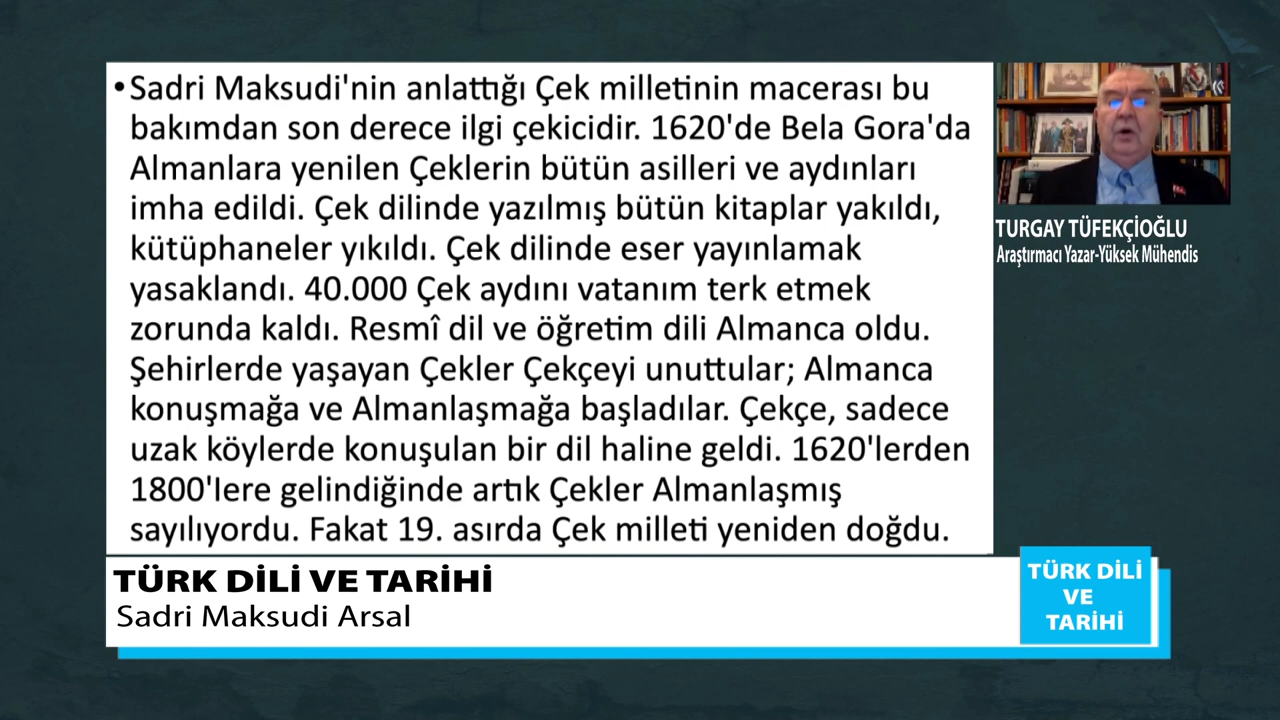 •Sadri Maksudi'nin anlattığı Çek milletinin macerası bu
bakımdan son derece ilgi çekicidir. 1620'de Bela Gora'da
Almanlara yenilen Çeklerin bütün asilleri ve aydınları
imha edildi. Çek dilinde yazılmış bütün kitaplar yakıldı,
kütüphaneler yıkıldı. Çek dilinde eser yayınlamak
yasaklandı. 40.000 Çek aydını vatanım terk etmek
zorunda kaldı. Resmî dil ve öğretim dili Almanca oldu.
Şehirlerde yaşayan Çekler Çekçeyi unuttular; Almanca
konuşmağa ve Almanlaşmağa başladılar. Çekçe, sadece
uzak köylerde konuşulan bir dil haline geldi. 1620'lerden
1800'Iere gelindiğinde artık Çekler Almanlaşmış
sayılıyordu. Fakat 19. asırda Çek milleti yeniden doğdu.
TURGAY TÜFEKÇİOĞLU
Araştırmacı Yazar-Yüksek Mühendis
TÜRK DİLİ VE TARİHİ
Sadri Maksudi Arsal
TÜRK DİLİ
VE
TARİHİ